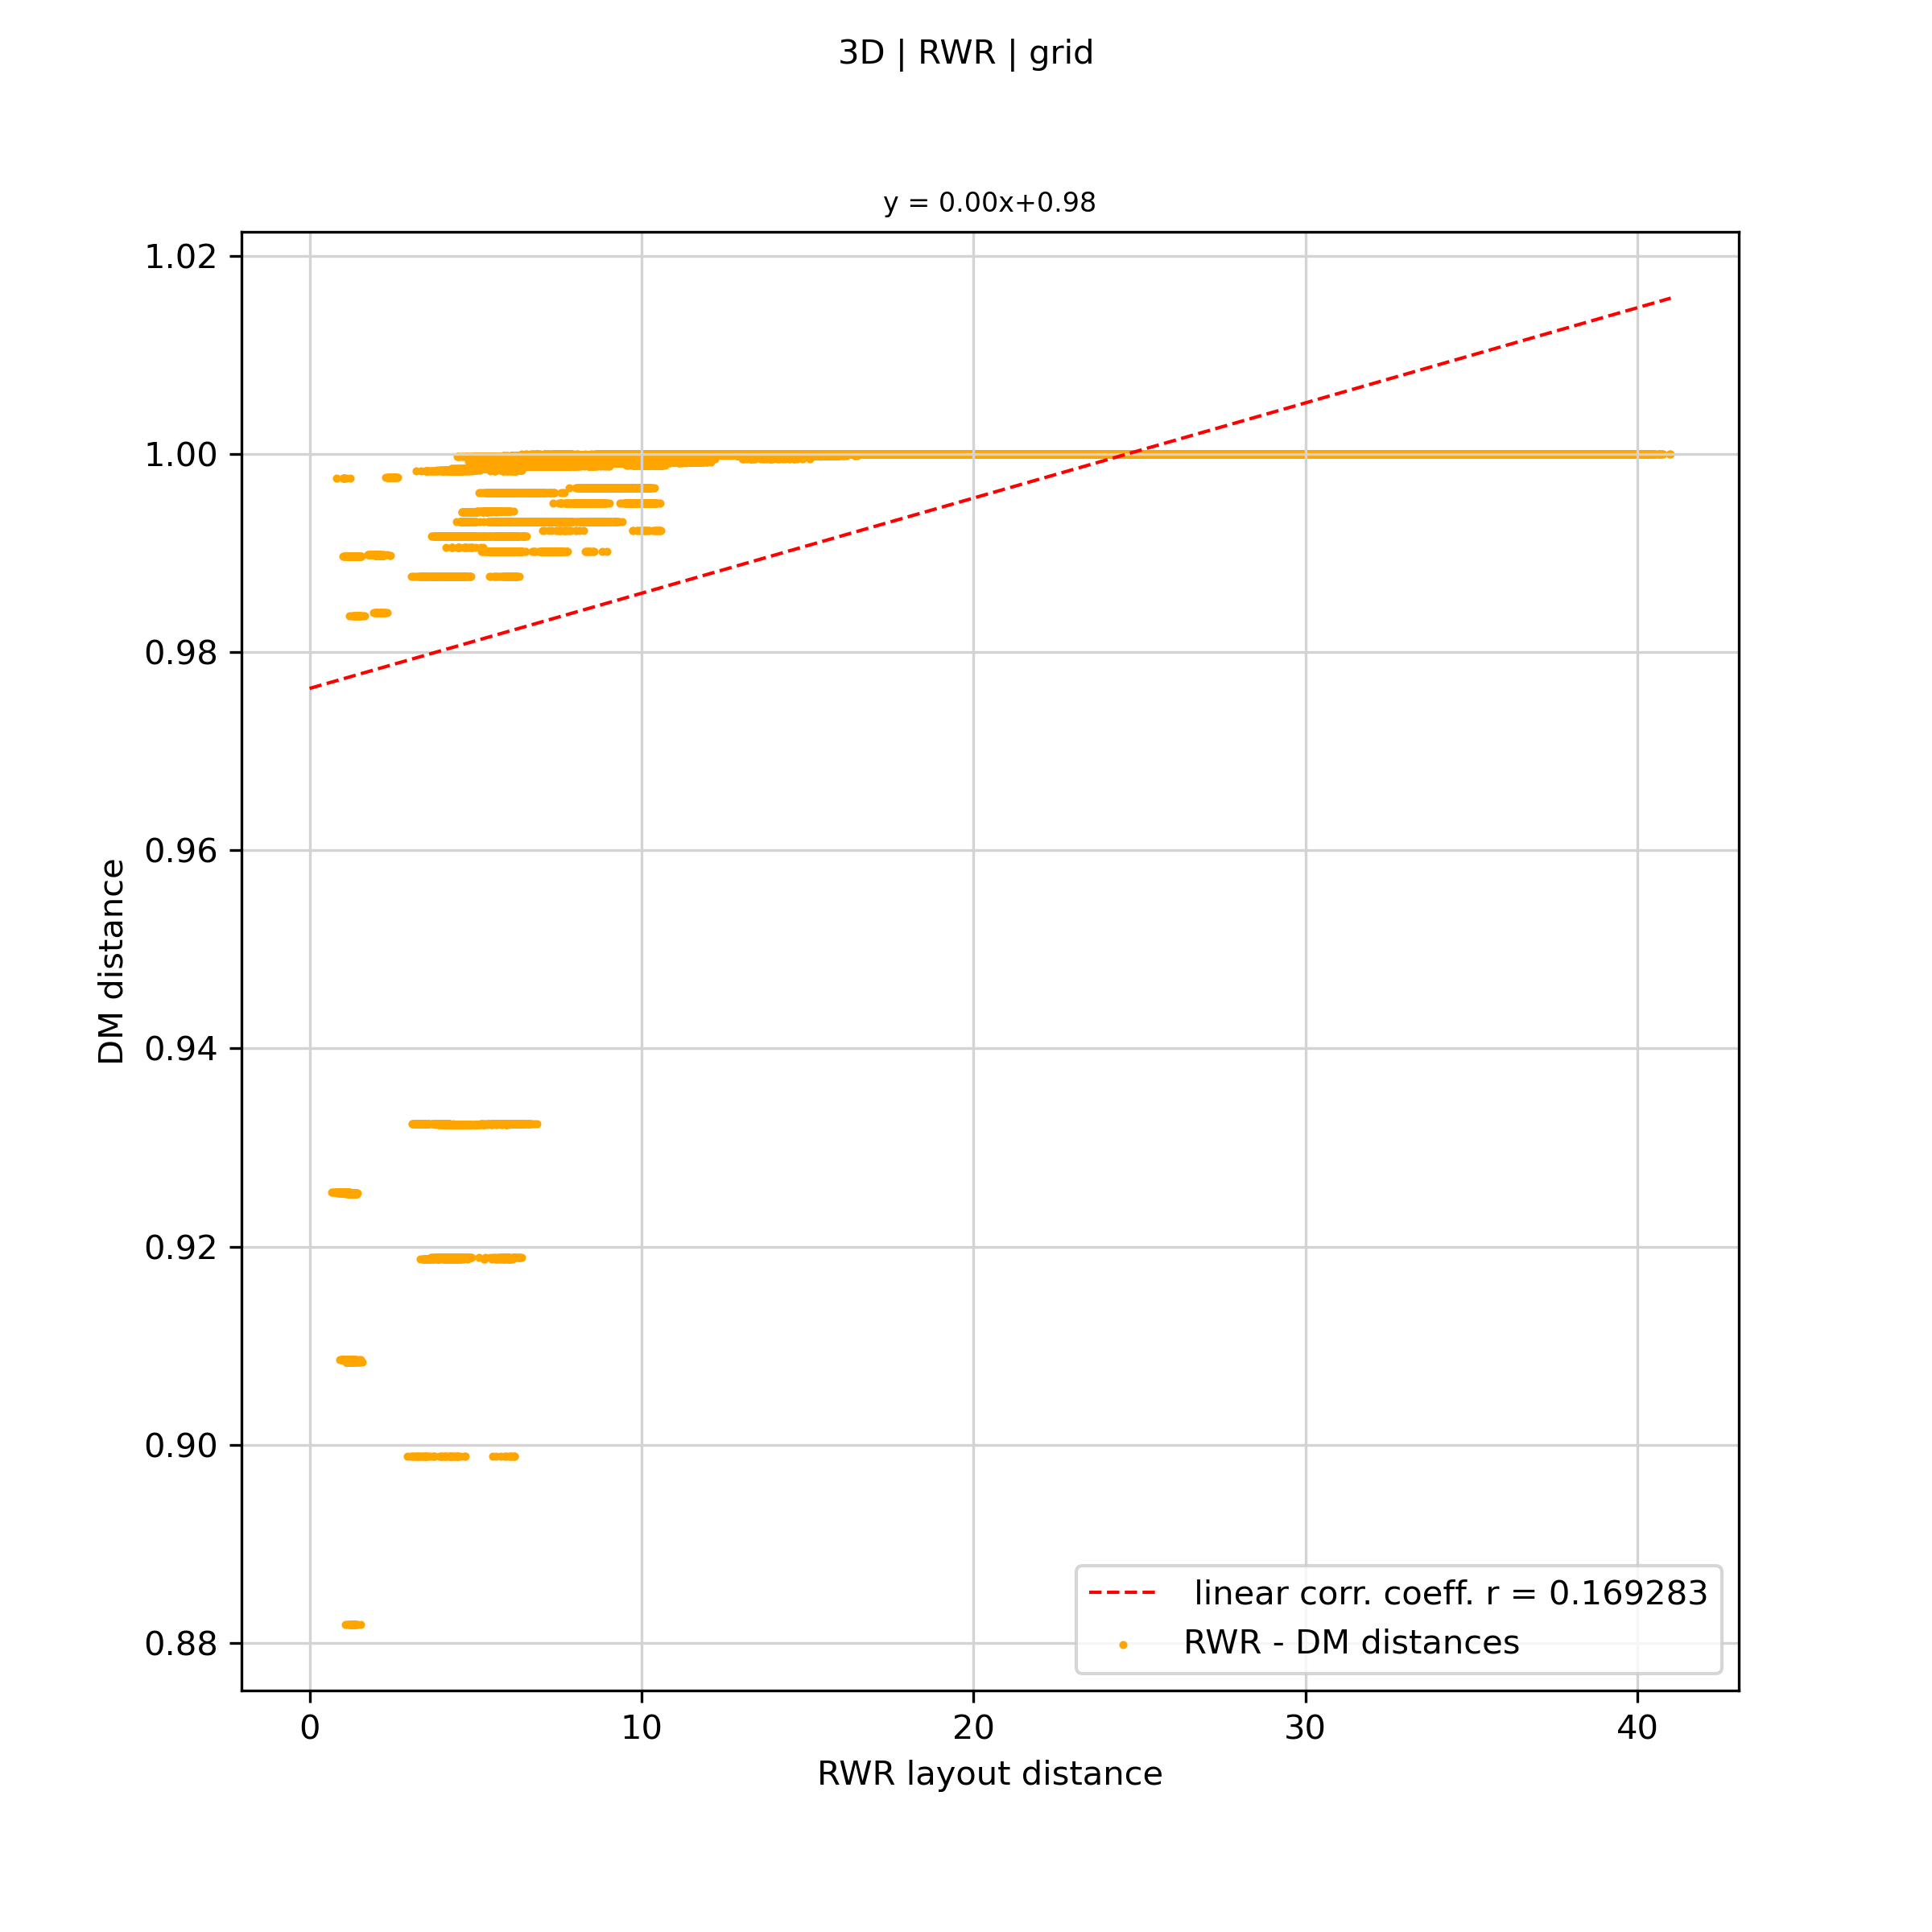 3D | RWR | grid
y = 0.00x+0.98
1.02
1.00
0.98
0.96
0.94
0.92
0.90
0.88
DM distance
0
10
20
30
40
RWR layout distance
linear corr. coeff. r = 0.169283
RWR - DM distances